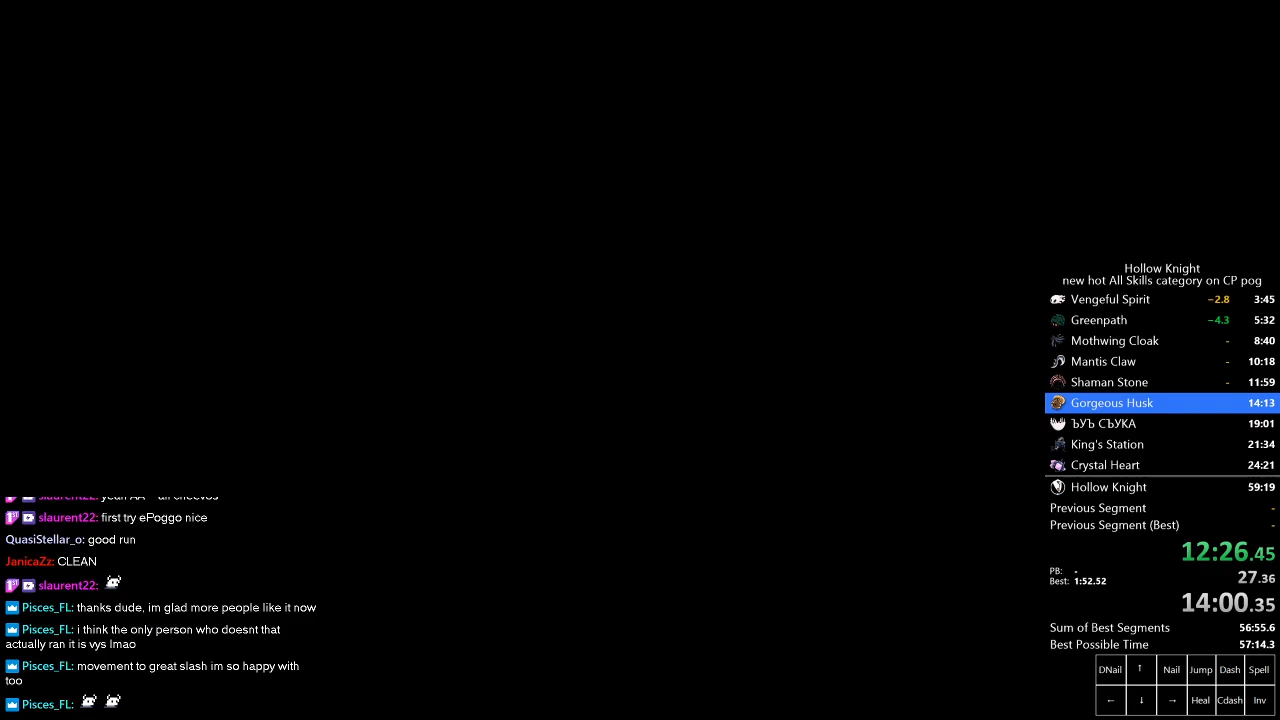 Hollow Knight
new hot All Skills category on CP pog
Vengeful Spirit −2.8 3:45
Greenpath −4.3 5:32
Mothwing Cloak - 8:40
Mantis Claw - 10:18
Shaman Stone - 11:59
Gorgeous Husk 14:13
ЪУЪ СЪУКА 19:01
King's Station 21:34
Crystal Heart 24:21
Hollow Knight 59:19
Previous Segment -
Previous Segment (Best) -
12:26.45
PB: -
Best: 1:52.52
27.36
14:00.35
Sum of Best Segments 56:55.6
Best Possible Time 57:14.3
DNail ↑ Nail Jump Dash Spell
← ↓ → Heal Cdash Inv
slaurent22: yeah AA
slaurent22: first try ePoggo nice
QuasiStellar_o: good run
JanicaZz: CLEAN
slaurent22:
Pisces_FL: thanks dude, im glad more people like it now
Pisces_FL: i think the only person who doesnt that
actually ran it is vys lmao
Pisces_FL: movement to great slash im so happy with
too
Pisces_FL: